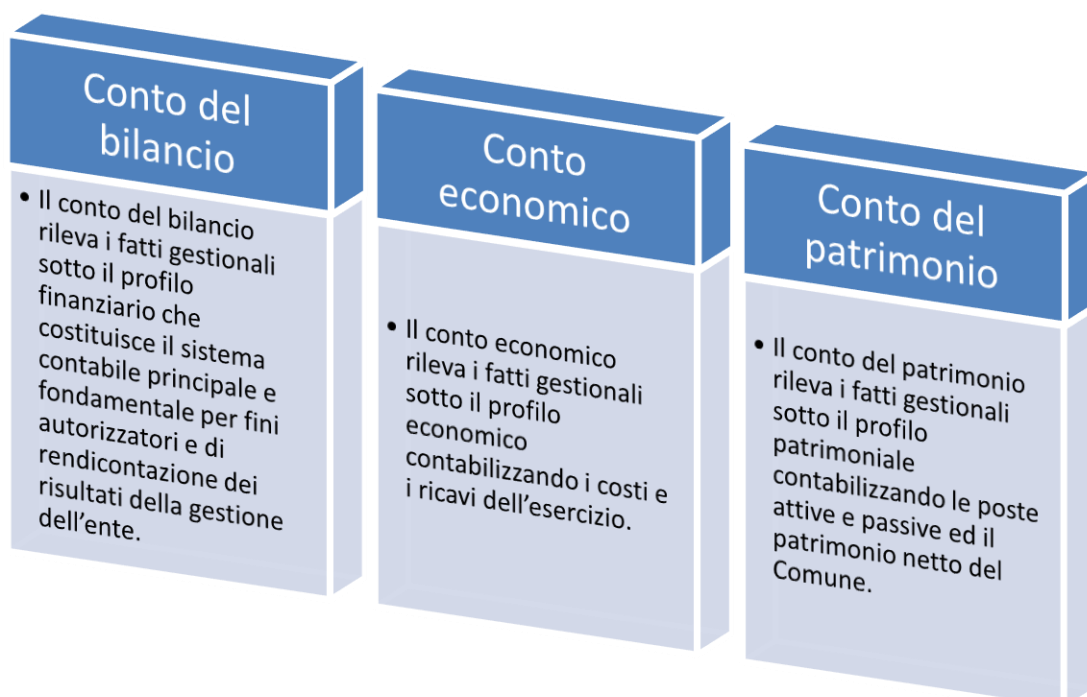 Conto del
bilancio
• Il conto del bilancio
rileva i fatti gestionali
sotto il profilo
finanziario che
costituisce il sistema
contabile principale e
fondamentale per fini
autorizzatori e di
rendicontazione dei
risultati della gestione
dell’ente.
Conto
economico
• Il conto economico
rileva i fatti gestionali
sotto il profilo
economico
contabilizzando i costi e
i ricavi dell’esercizio.
Conto del
patrimonio
• Il conto del patrimonio
rileva i fatti gestionali
sotto il profilo
patrimoniale
contabilizzando le poste
attive e passive ed il
patrimonio netto del
Comune.